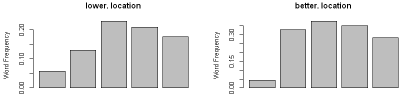 lower, location
Word Frequency
0.00
0.10
0.20
better, location
Word Frequency
0.00
0.15
0.30